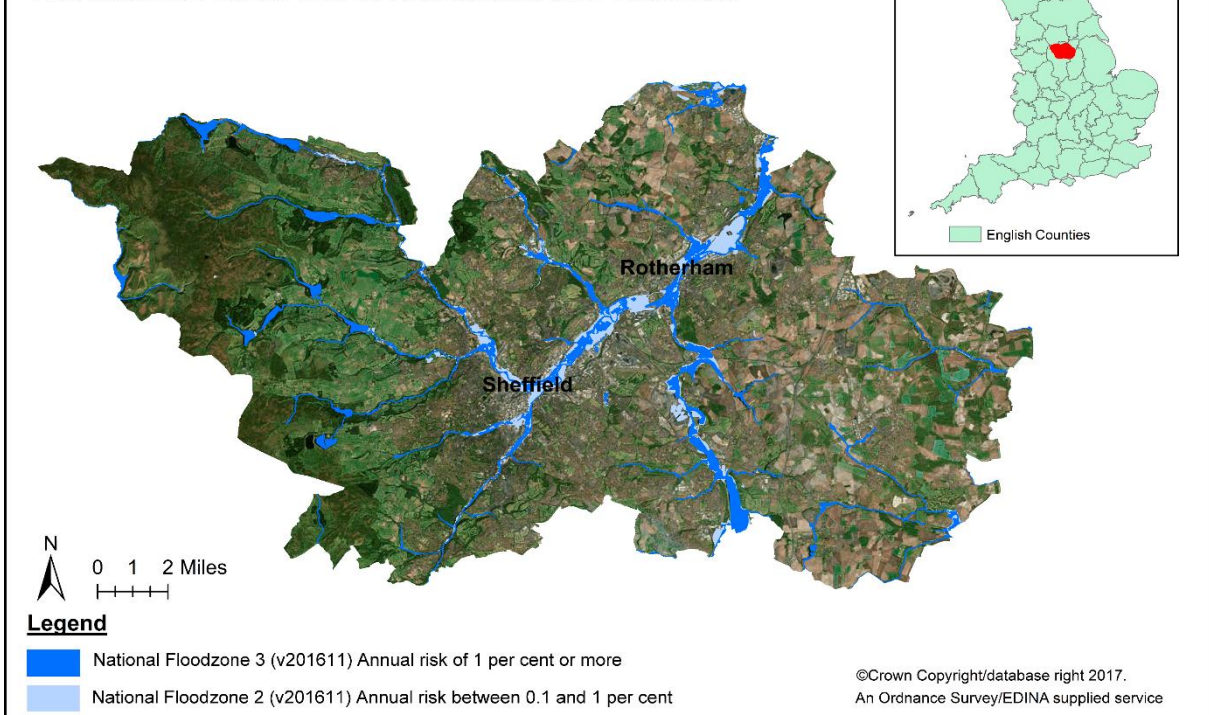 English Counties
Rotherham
Sheffield
N
0 1 2 Miles
Legend
National Floodzone 3 (v201611) Annual risk of 1 per cent or more
National Floodzone 2 (v201611) Annual risk between 0.1 and 1 per cent
©Crown Copyright/database right 2017.
An Ordnance Survey/EDINA supplied service